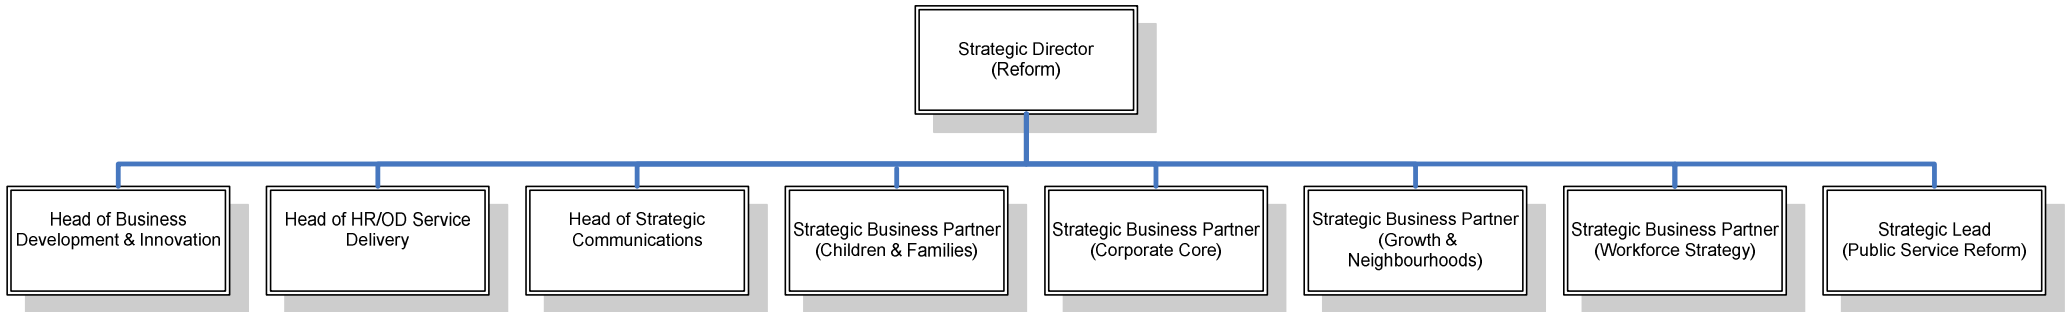 Strategic Director
(Reform)
Head of Business
Development & Innovation
Head of HR/OD Service
Delivery
Head of Strategic
Communications
Strategic Business Partner
(Children & Families)
Strategic Business Partner
(Corporate Core)
Strategic Business Partner
(Growth &
Neighbourhoods)
Strategic Business Partner
(Workforce Strategy)
Strategic Lead
(Public Service Reform)